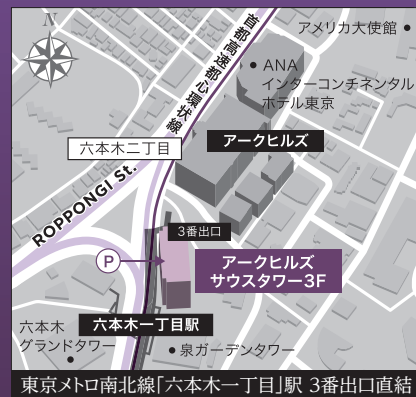 N
首都高速都心環状線
アメリカ大使館
ANA
インターコンチネンタル
ホテル東京
アークヒルズ
六本木二丁目
ROPPONGI St.
3番出口
P
アークヒルズ
サウスタワー3F
六本木
グランドタワー
六本木一丁目駅
泉ガーデンタワー
東京メトロ南北線「六本木一丁目」駅 3番出口直結